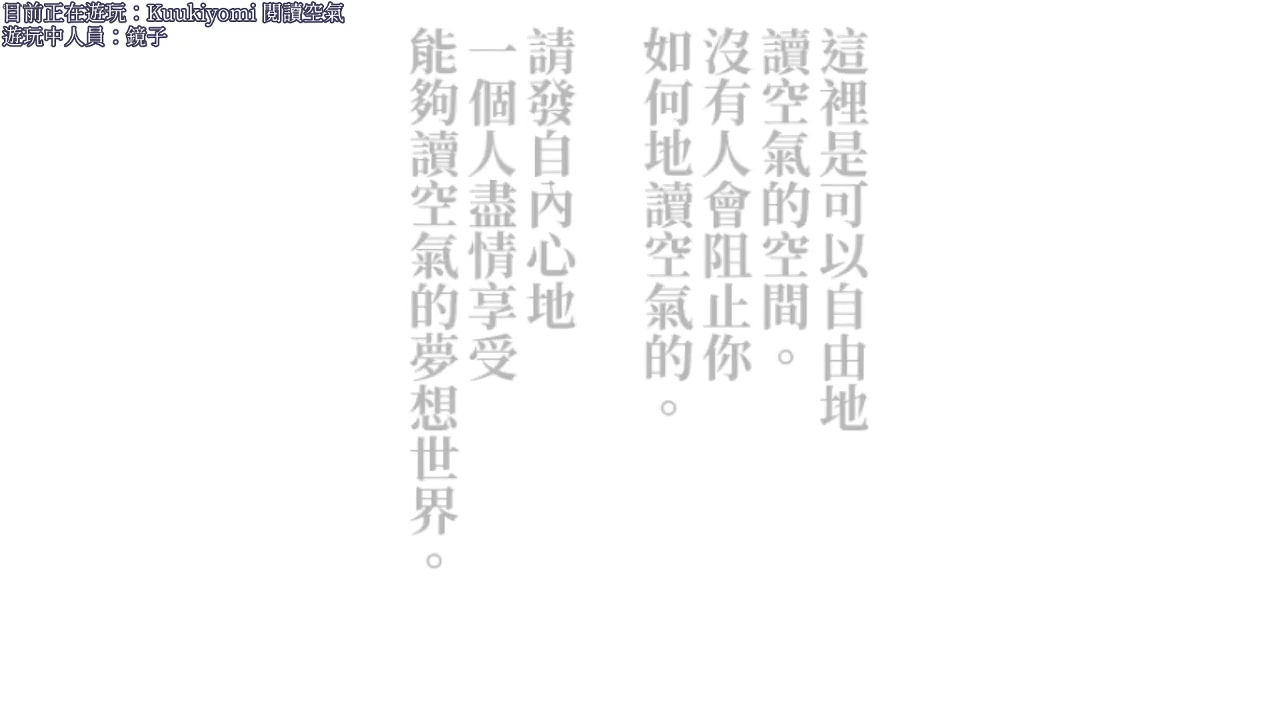 目前正在遊玩：Kuukiyomi 閱讀空氣
遊玩中人員：鏡子
這裡是可以自由地
讀空氣的空間。
沒有人會阻止你
如何地讀空氣的。
請發自內心地
一個人盡情享受
能夠讀空氣的夢想世界。